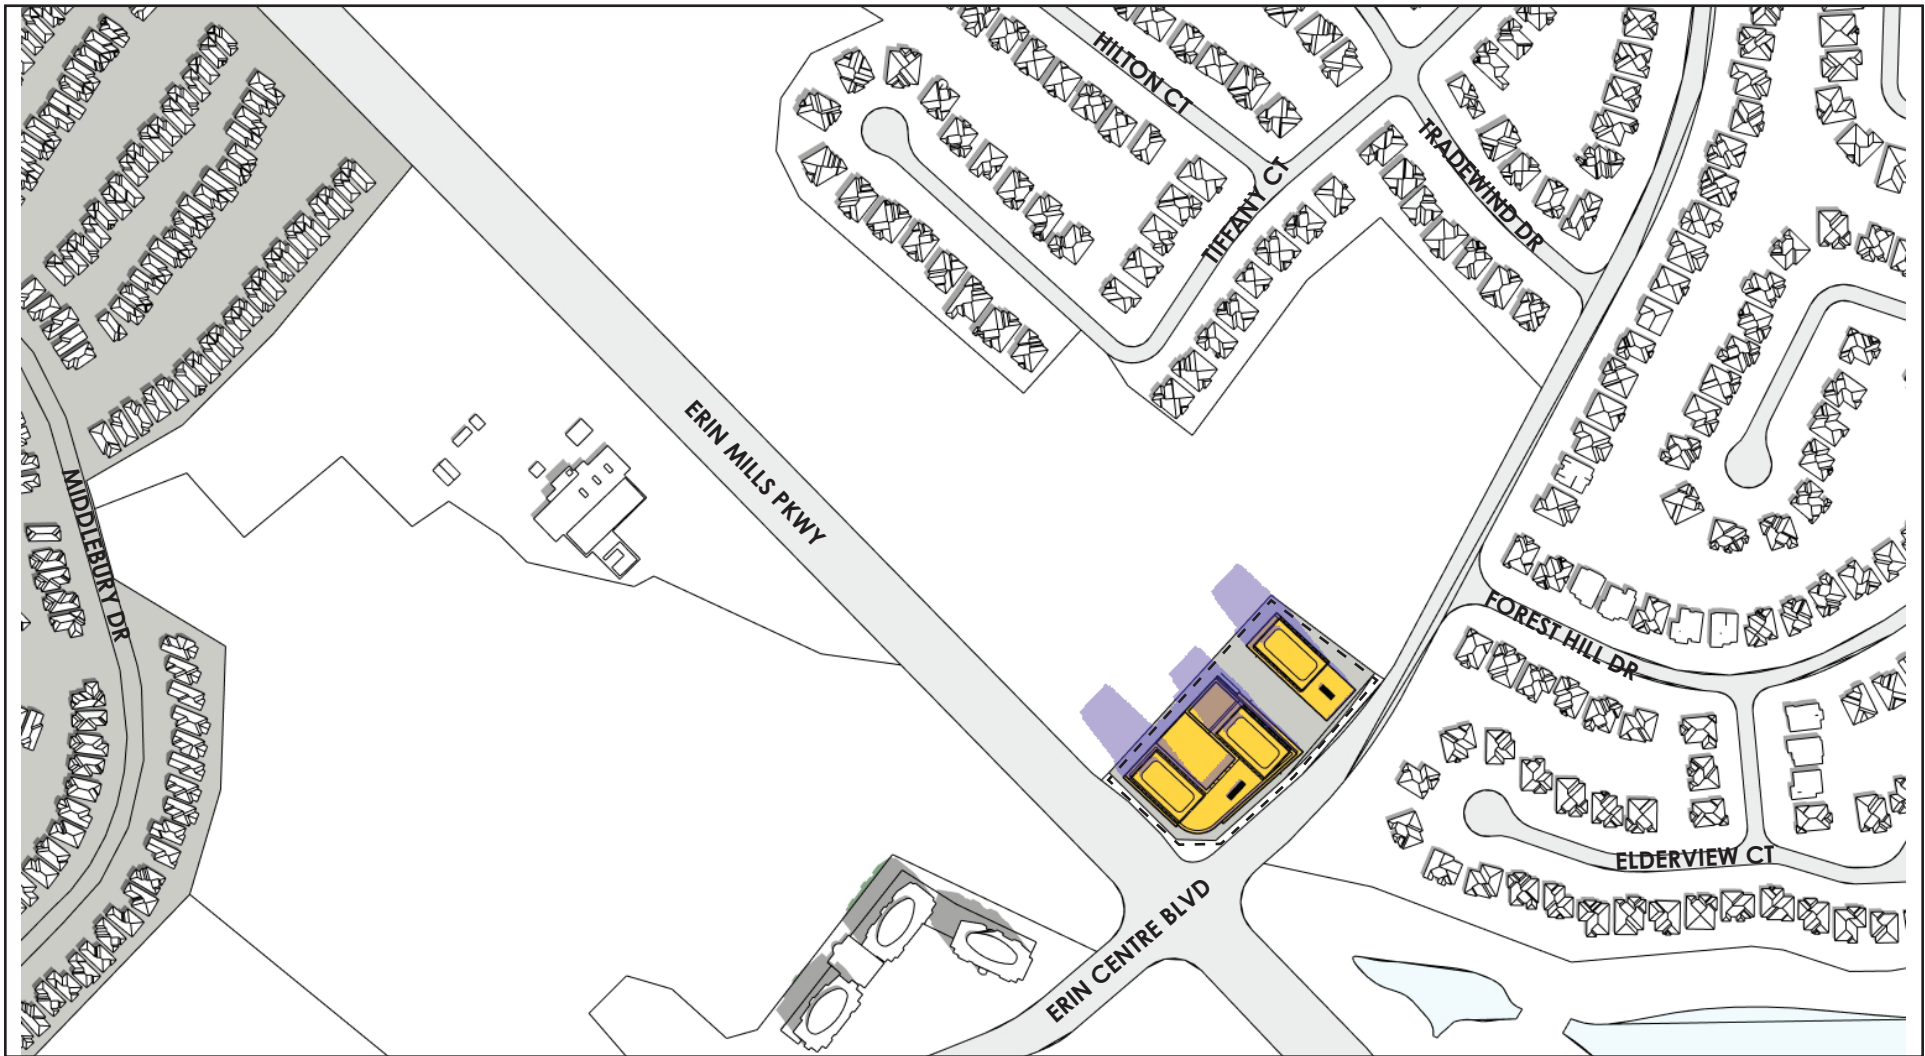 HILTON CT
TIFFANY CT
TRADEWIND DR
ERIN MILLS PKWY
MIDDLEBURY DR
FOREST HILL DR
ELDERVIEW CT
ERIN CENTRE BLVD